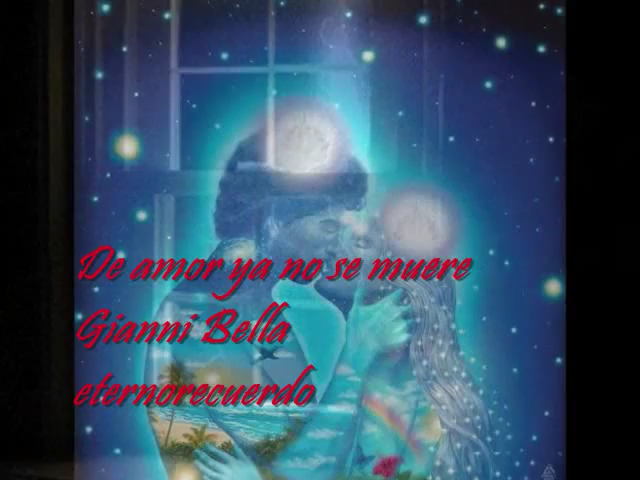 De amor ya no se muere
Gianni Bella
eternorecuerdo